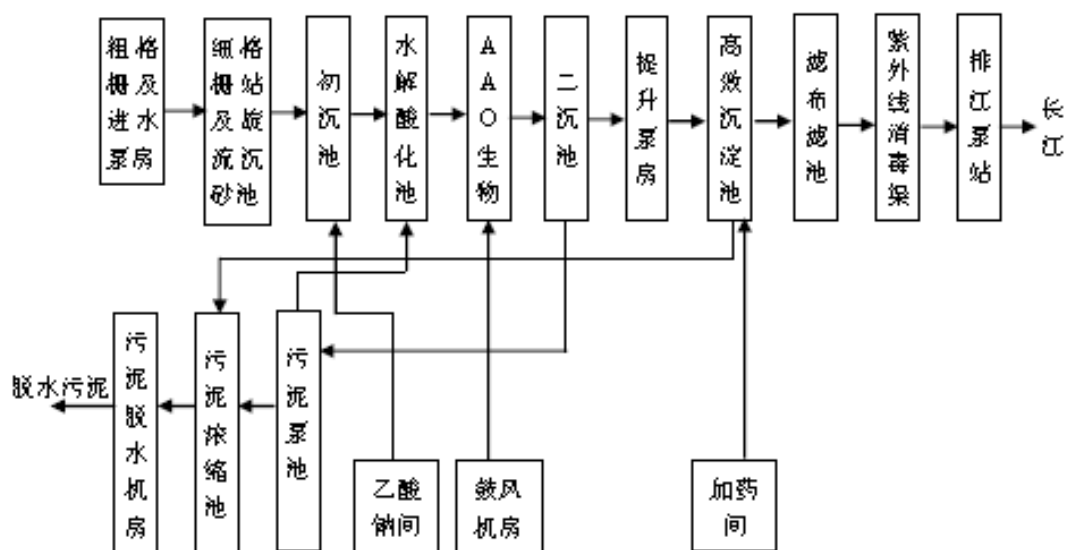 粗格
栅及
进水
泵房
细格
栅站
及旋
流沉
砂池
初沉池
水解酸化池
AAO生物
二沉池
提升泵房
高效沉淀池
滤布滤池
紫外线消毒渠
排江泵站
长江
脱水污泥
污泥脱水机房
污泥浓缩池
污泥泵池
乙酸
钠间
鼓风
机房
加药
间